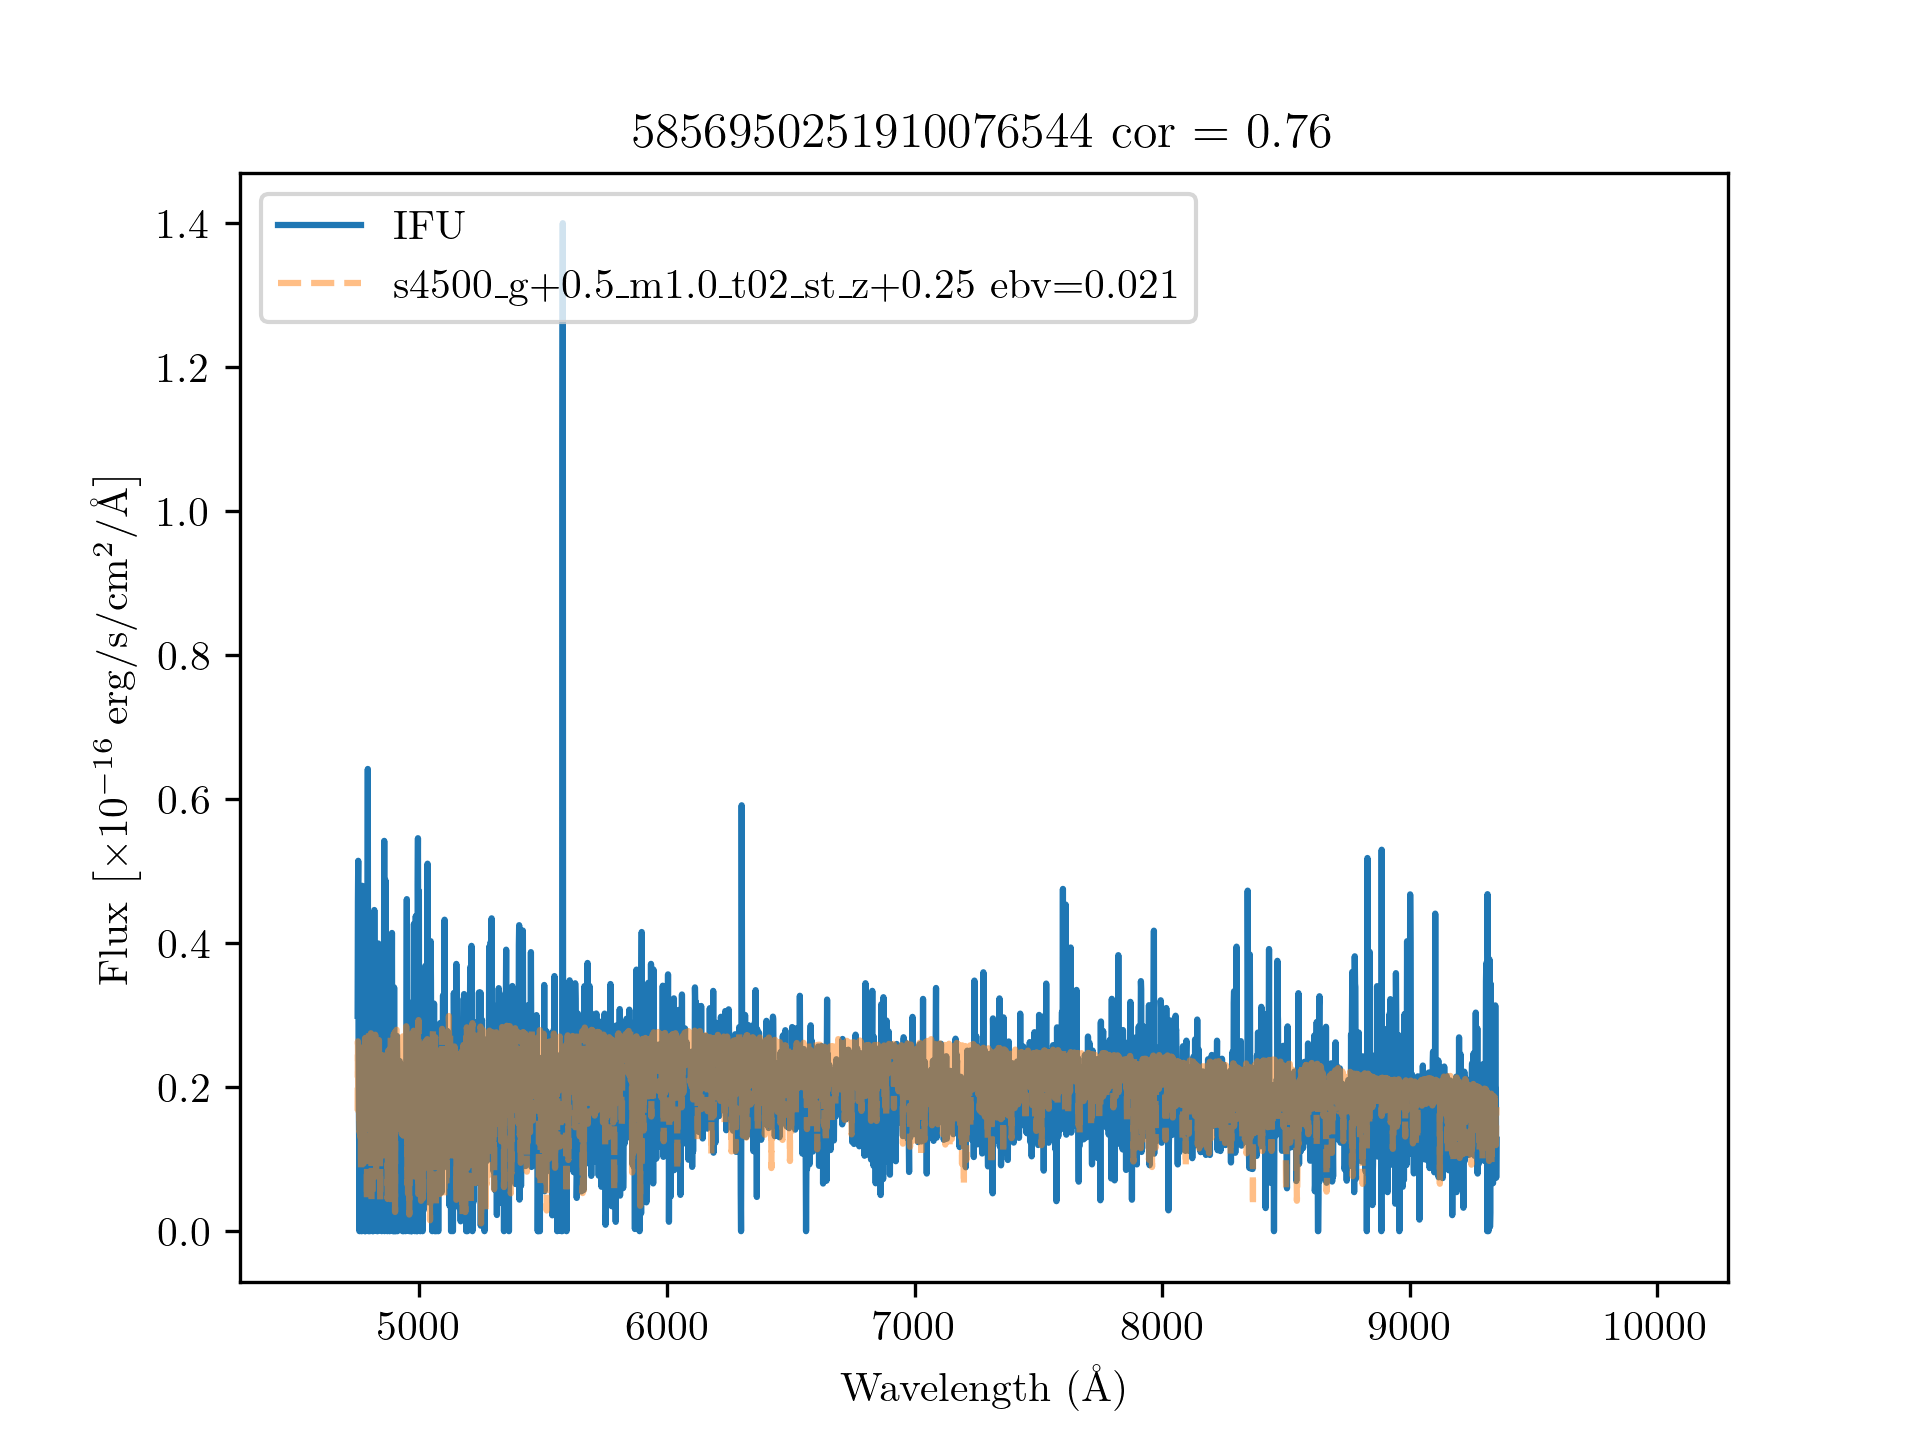 5856950251910076544 cor = 0.76
IFU
s4500_g+0.5_m1.0_t02_st_z+0.25 ebv=0.021
Flux [×10⁻¹⁶ erg/s/cm²/Å]
1.4
1.2
1.0
0.8
0.6
0.4
0.2
0.0
5000 6000 7000 8000 9000 10000
Wavelength (Å)